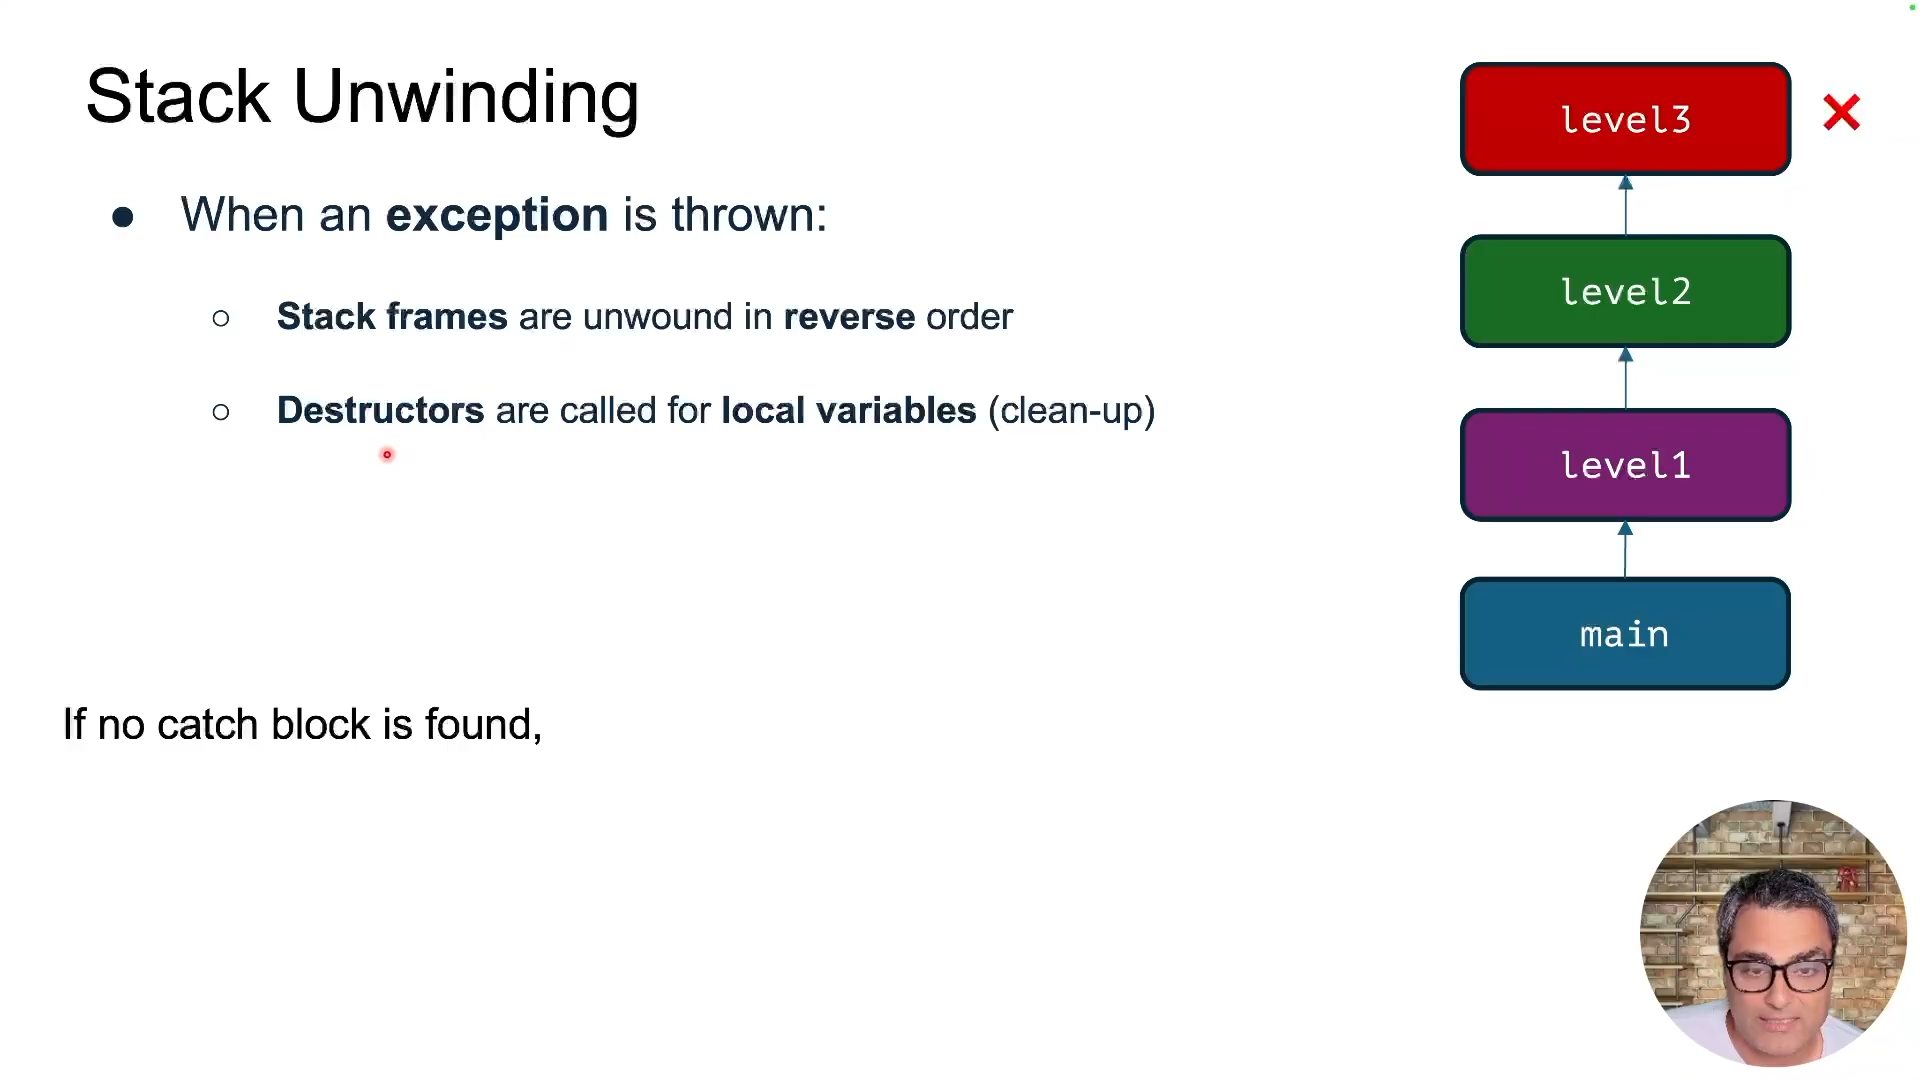 Stack Unwinding
● When an exception is thrown:
○ Stack frames are unwound in reverse order
○ Destructors are called for local variables (clean-up)
If no catch block is found,
level3
level2
level1
main